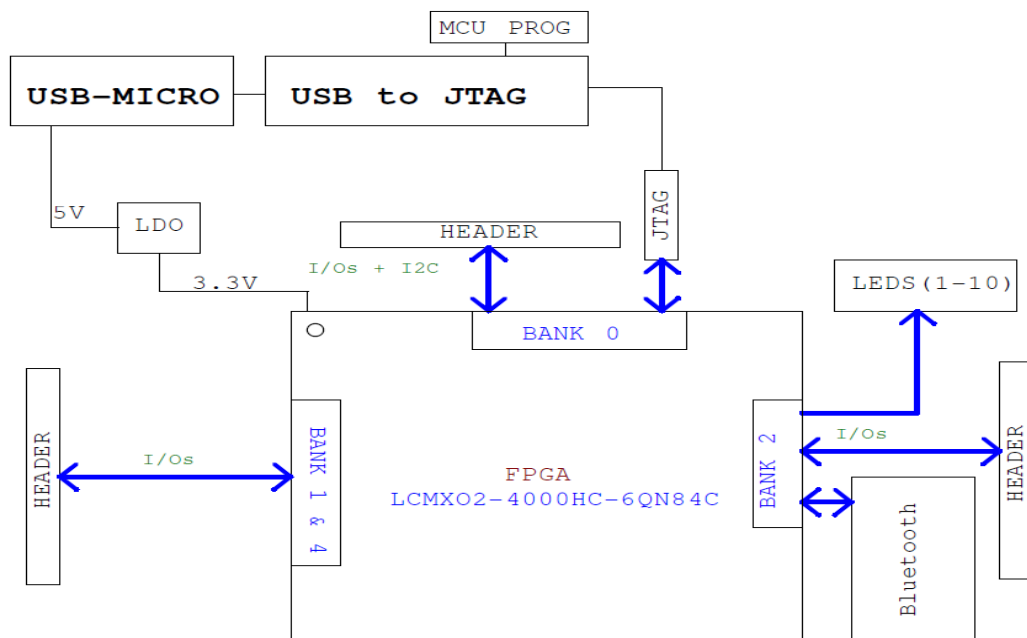 MCU PROG
USB-MICRO
USB to JTAG
5V
LDO
JTAG
HEADER
I/Os + I2C
3.3V
LEDS(1-10)
BANK 0
HEADER
I/Os
BANK 1 & 4
FPGA
LCMXO2-4000HC-6QN84C
BANK 2
I/Os
HEADER
Bluetooth